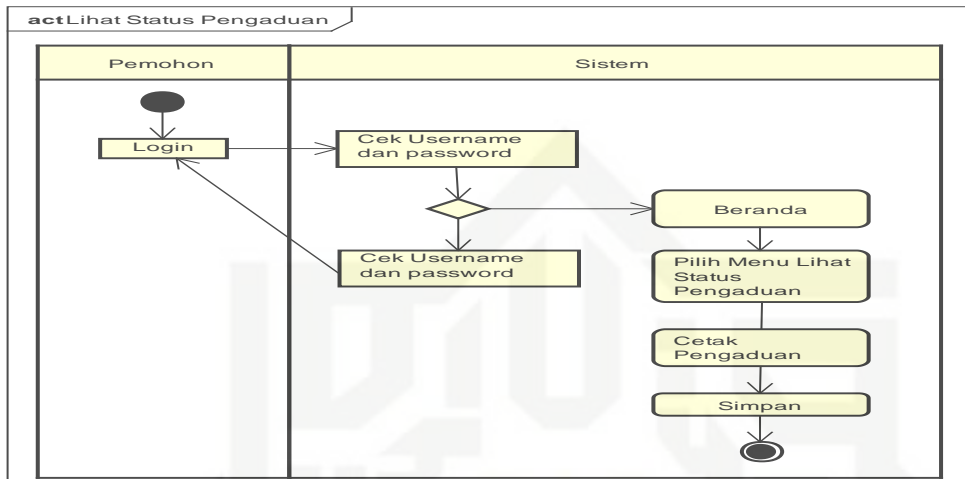 act Lihat Status Pengaduan
Pemohon
Sistem
Login
Cek Username
dan password
Beranda
Cek Username
dan password
Pilih Menu Lihat
Status
Pengaduan
Cetak
Pengaduan
Simpan